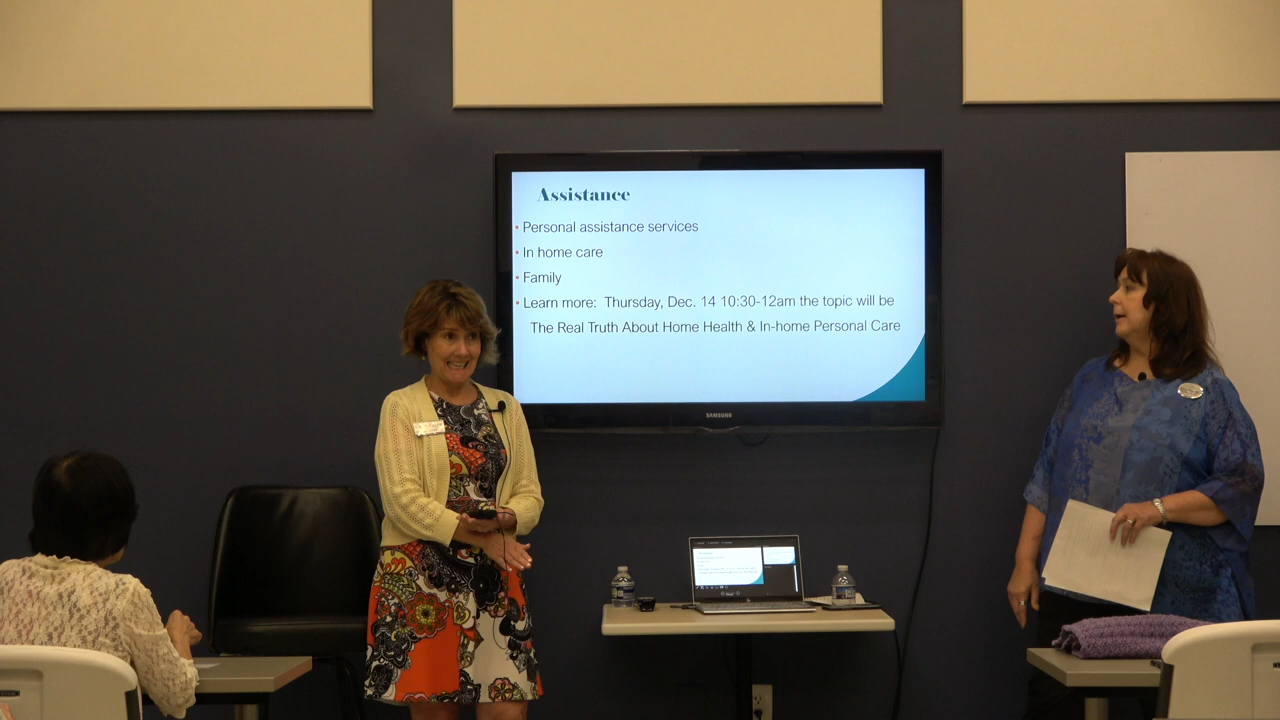 Assistance
• Personal assistance services
• In home care
• Family
• Learn more: Thursday, Dec. 14 10:30-12am the topic will be
The Real Truth About Home Health & In-home Personal Care
SAMSUNG